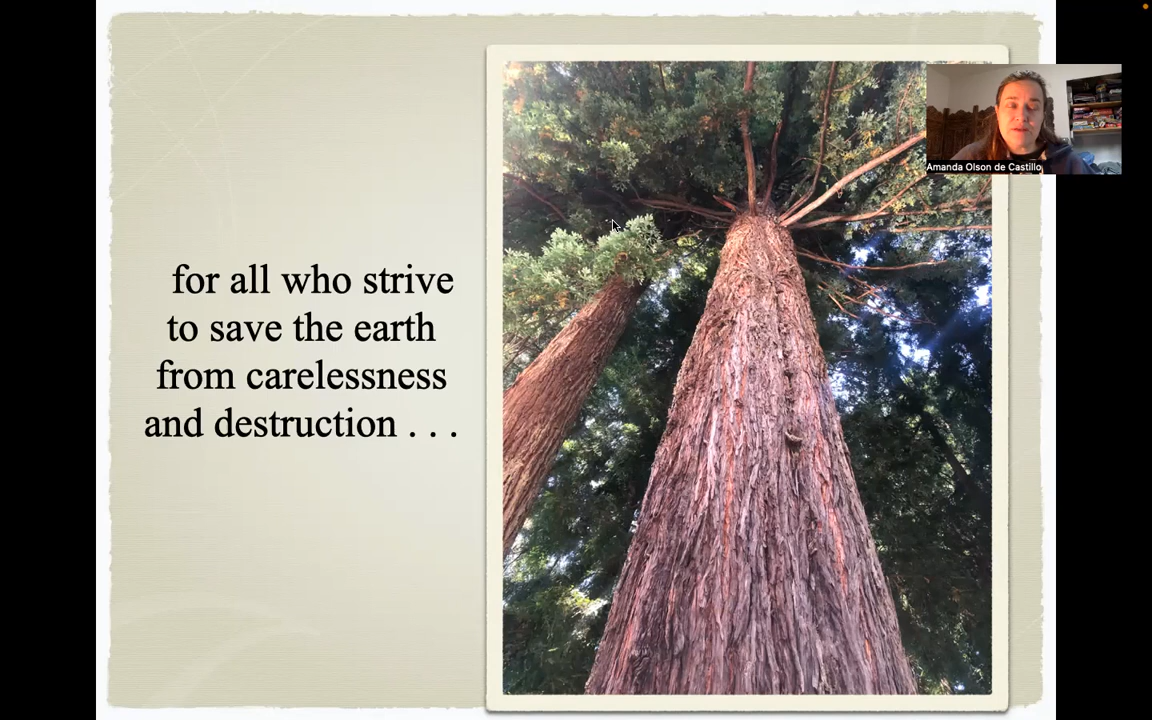 for all who strive
to save the earth
from carelessness
and destruction . . .
Amanda Olson de Castillo